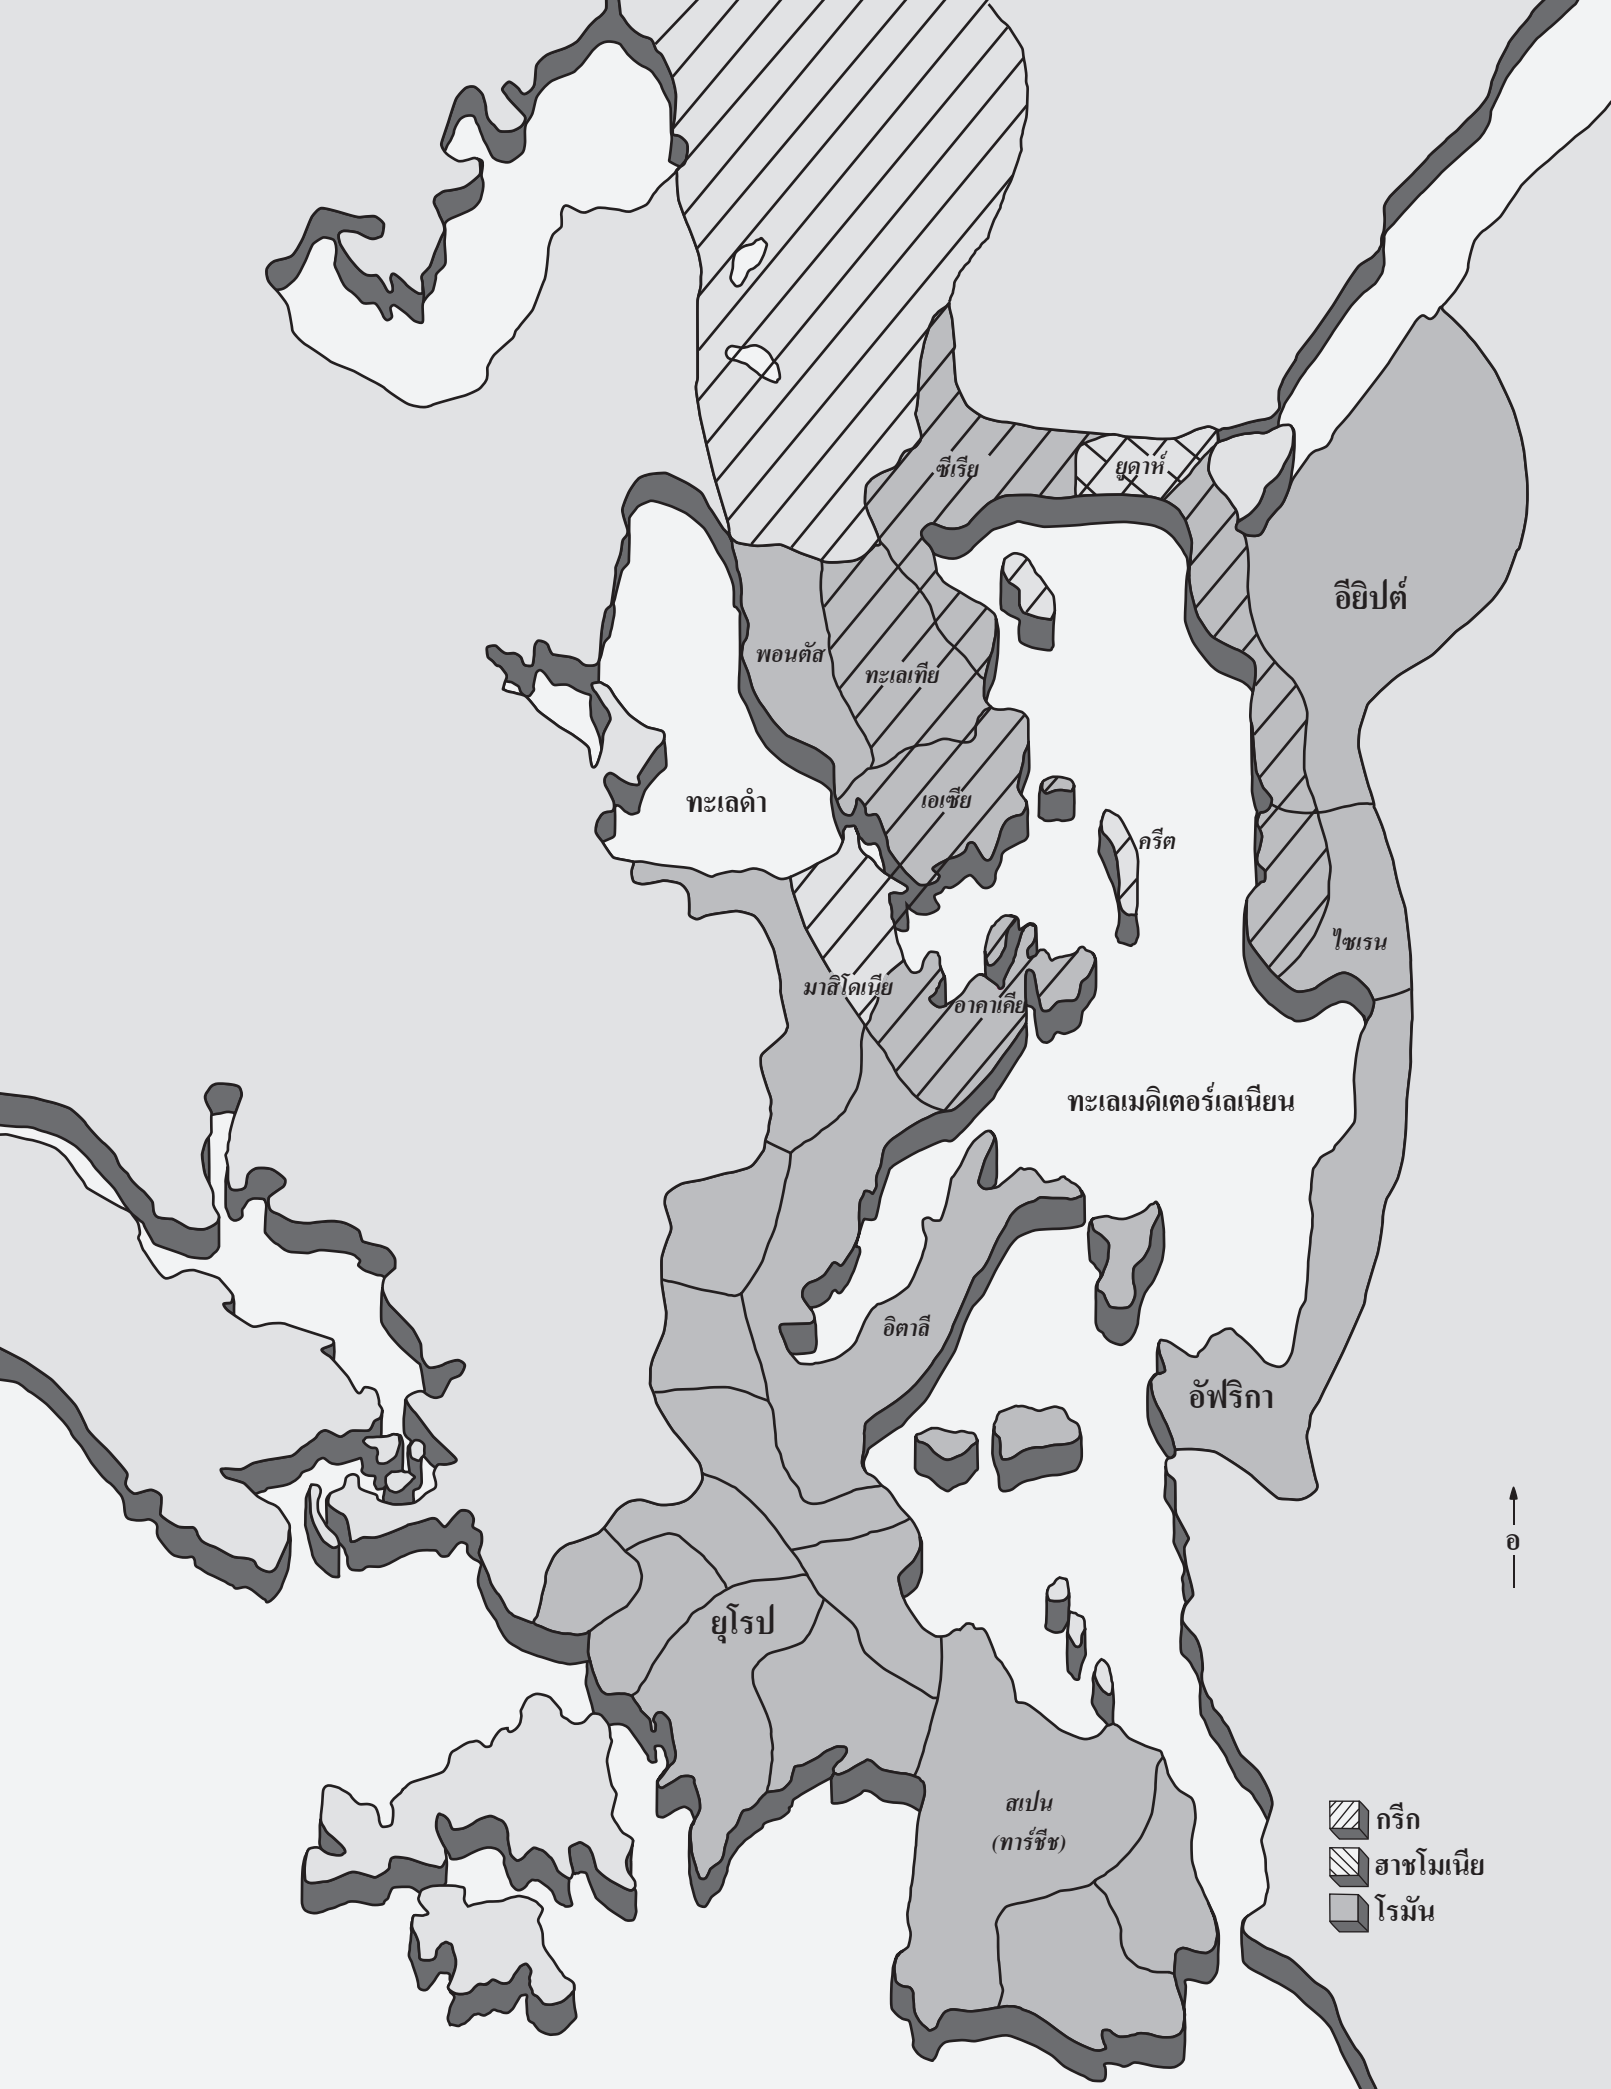 ซีเรีย
ยูดาห์
อียิปต์
พอนตัส
ทะเลเทีย
ทะเลดำ
เอเซีย
ครีต
ไซเรน
มาสิโดเนีย
อาคาเคีย
ทะเลเมดิเตอร์เลเนียน
อิตาลี
อัฟริกา
อ
ยุโรป
สเปน
(ทาร์ชีช)
กรีก
ฮาชโมเนีย
โรมัน